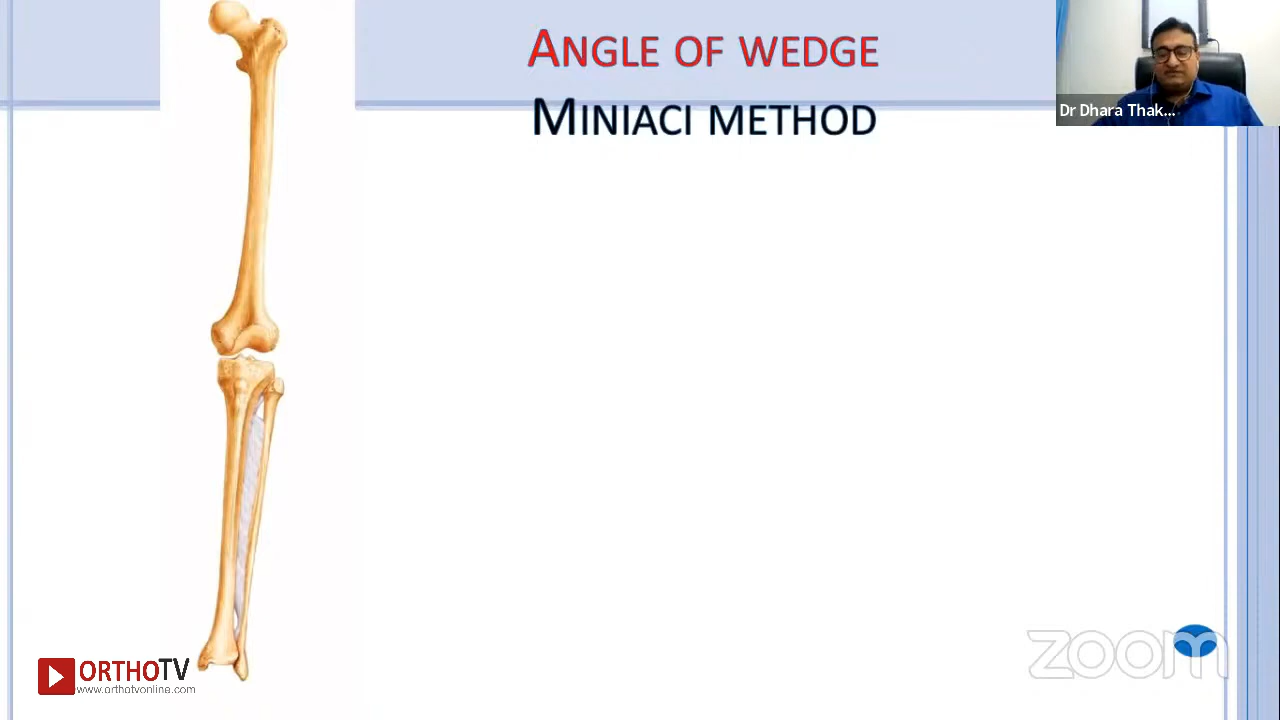 ANGLE OF WEDGE
MINIACI METHOD
Dr Dhara Thak...
ORTHOTV
www.orthotvonline.com
zoom